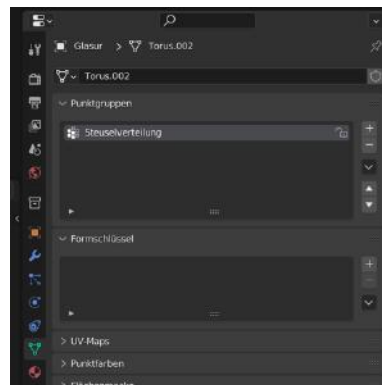 Glasur > Torus.002
Torus.002
Punktgruppen
Steuselverteilung
Formschlüssel
UV-Maps
Punktfarben